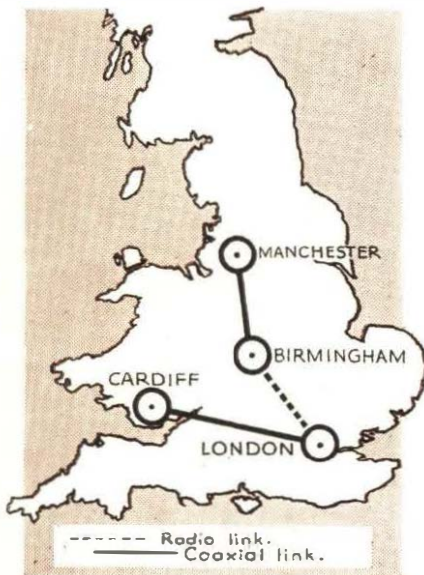 MANCHESTER
BIRMINGHAM
CARDIFF
LONDON
Radio link.
Coaxial link.